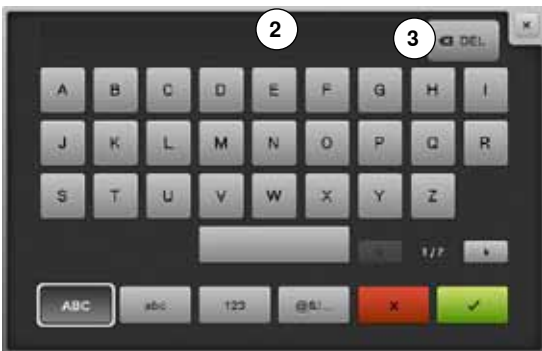 2 3 DEL ×
A B C D E F G H I
J K L M N O P Q R
S T U V W X Y Z
1/7
ABC abc 123 @&!... × ✓